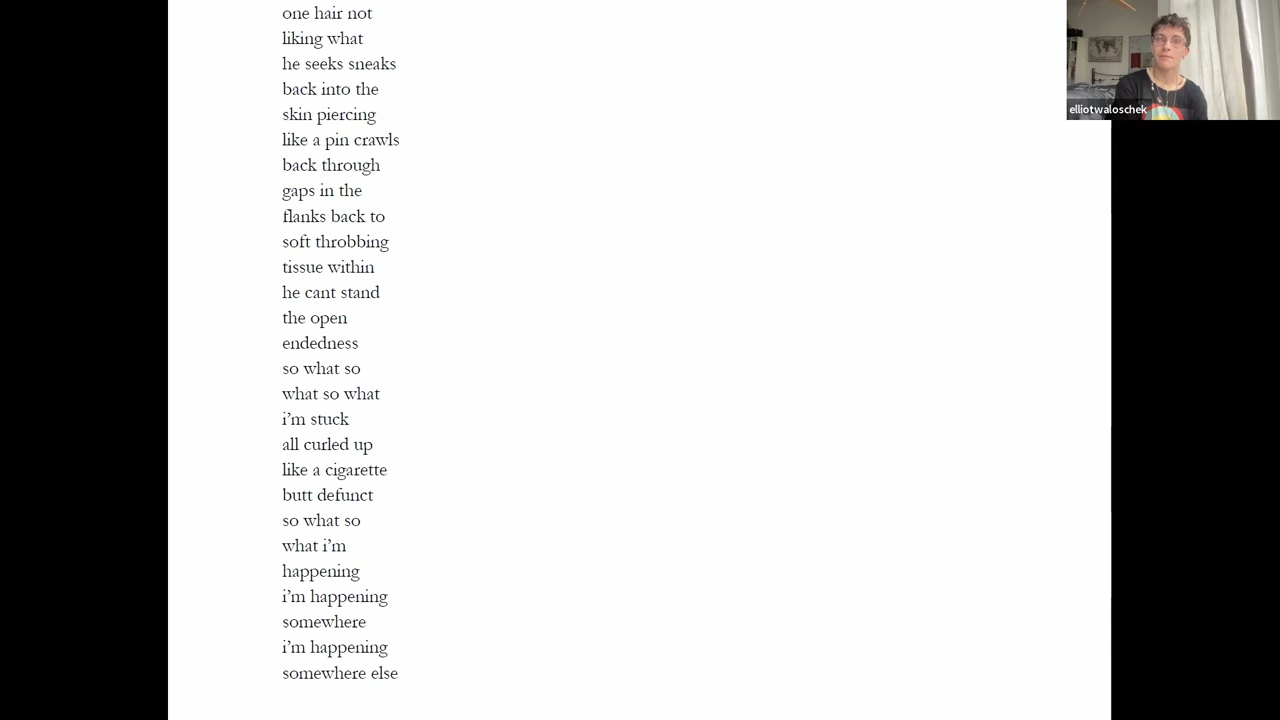 one hair not
liking what
he seeks sneaks
back into the
skin piercing
like a pin crawls
back through
gaps in the
flanks back to
soft throbbing
tissue within
he cant stand
the open
endedness
so what so
what so what
i’m stuck
all curled up
like a cigarette
butt defunct
so what so
what i’m
happening
i’m happening
somewhere
i’m happening
somewhere else
elliotwaloschek